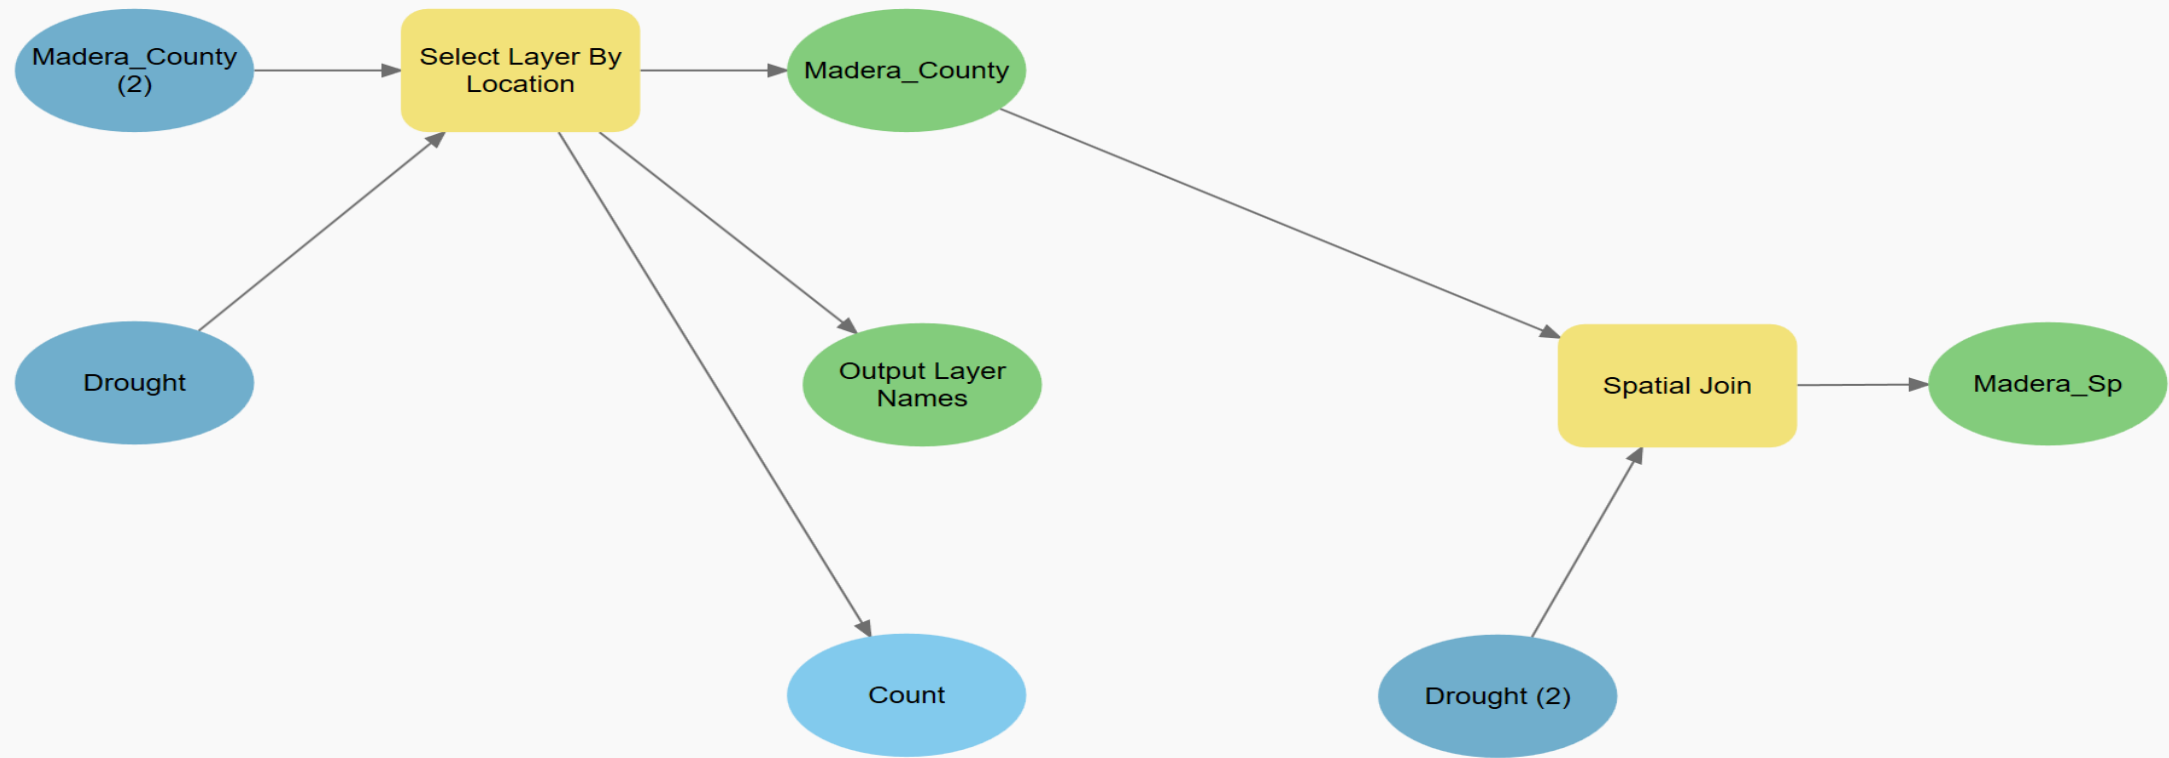 Madera_County
(2)
Select Layer By
Location
Madera_County
Drought
Output Layer
Names
Spatial Join
Madera_Sp
Count
Drought (2)